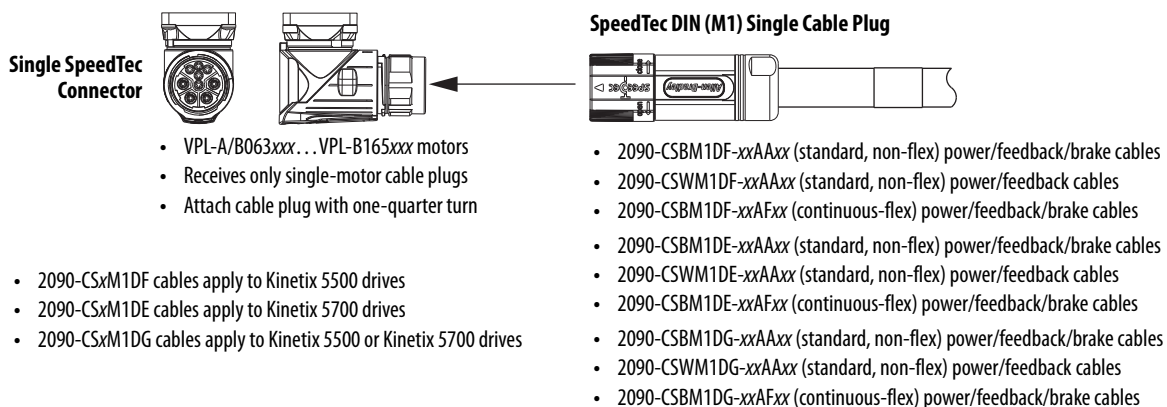 SpeedTec DIN (M1) Single Cable Plug
Single SpeedTec
Connector
Allen-Bradley
• VPL-A/B063xxx…VPL-B165xxx motors
• Receives only single-motor cable plugs
• Attach cable plug with one-quarter turn
• 2090-CSxM1DF cables apply to Kinetix 5500 drives
• 2090-CSxM1DE cables apply to Kinetix 5700 drives
• 2090-CSxM1DG cables apply to Kinetix 5500 or Kinetix 5700 drives
• 2090-CSBM1DF-xxAAxx (standard, non-flex) power/feedback/brake cables
• 2090-CSWM1DF-xxAAxx (standard, non-flex) power/feedback cables
• 2090-CSBM1DF-xxAFxx (continuous-flex) power/feedback/brake cables
• 2090-CSBM1DE-xxAAxx (standard, non-flex) power/feedback/brake cables
• 2090-CSWM1DE-xxAAxx (standard, non-flex) power/feedback cables
• 2090-CSBM1DE-xxAFxx (continuous-flex) power/feedback/brake cables
• 2090-CSBM1DG-xxAAxx (standard, non-flex) power/feedback/brake cables
• 2090-CSWM1DG-xxAAxx (standard, non-flex) power/feedback cables
• 2090-CSBM1DG-xxAFxx (continuous-flex) power/feedback/brake cables